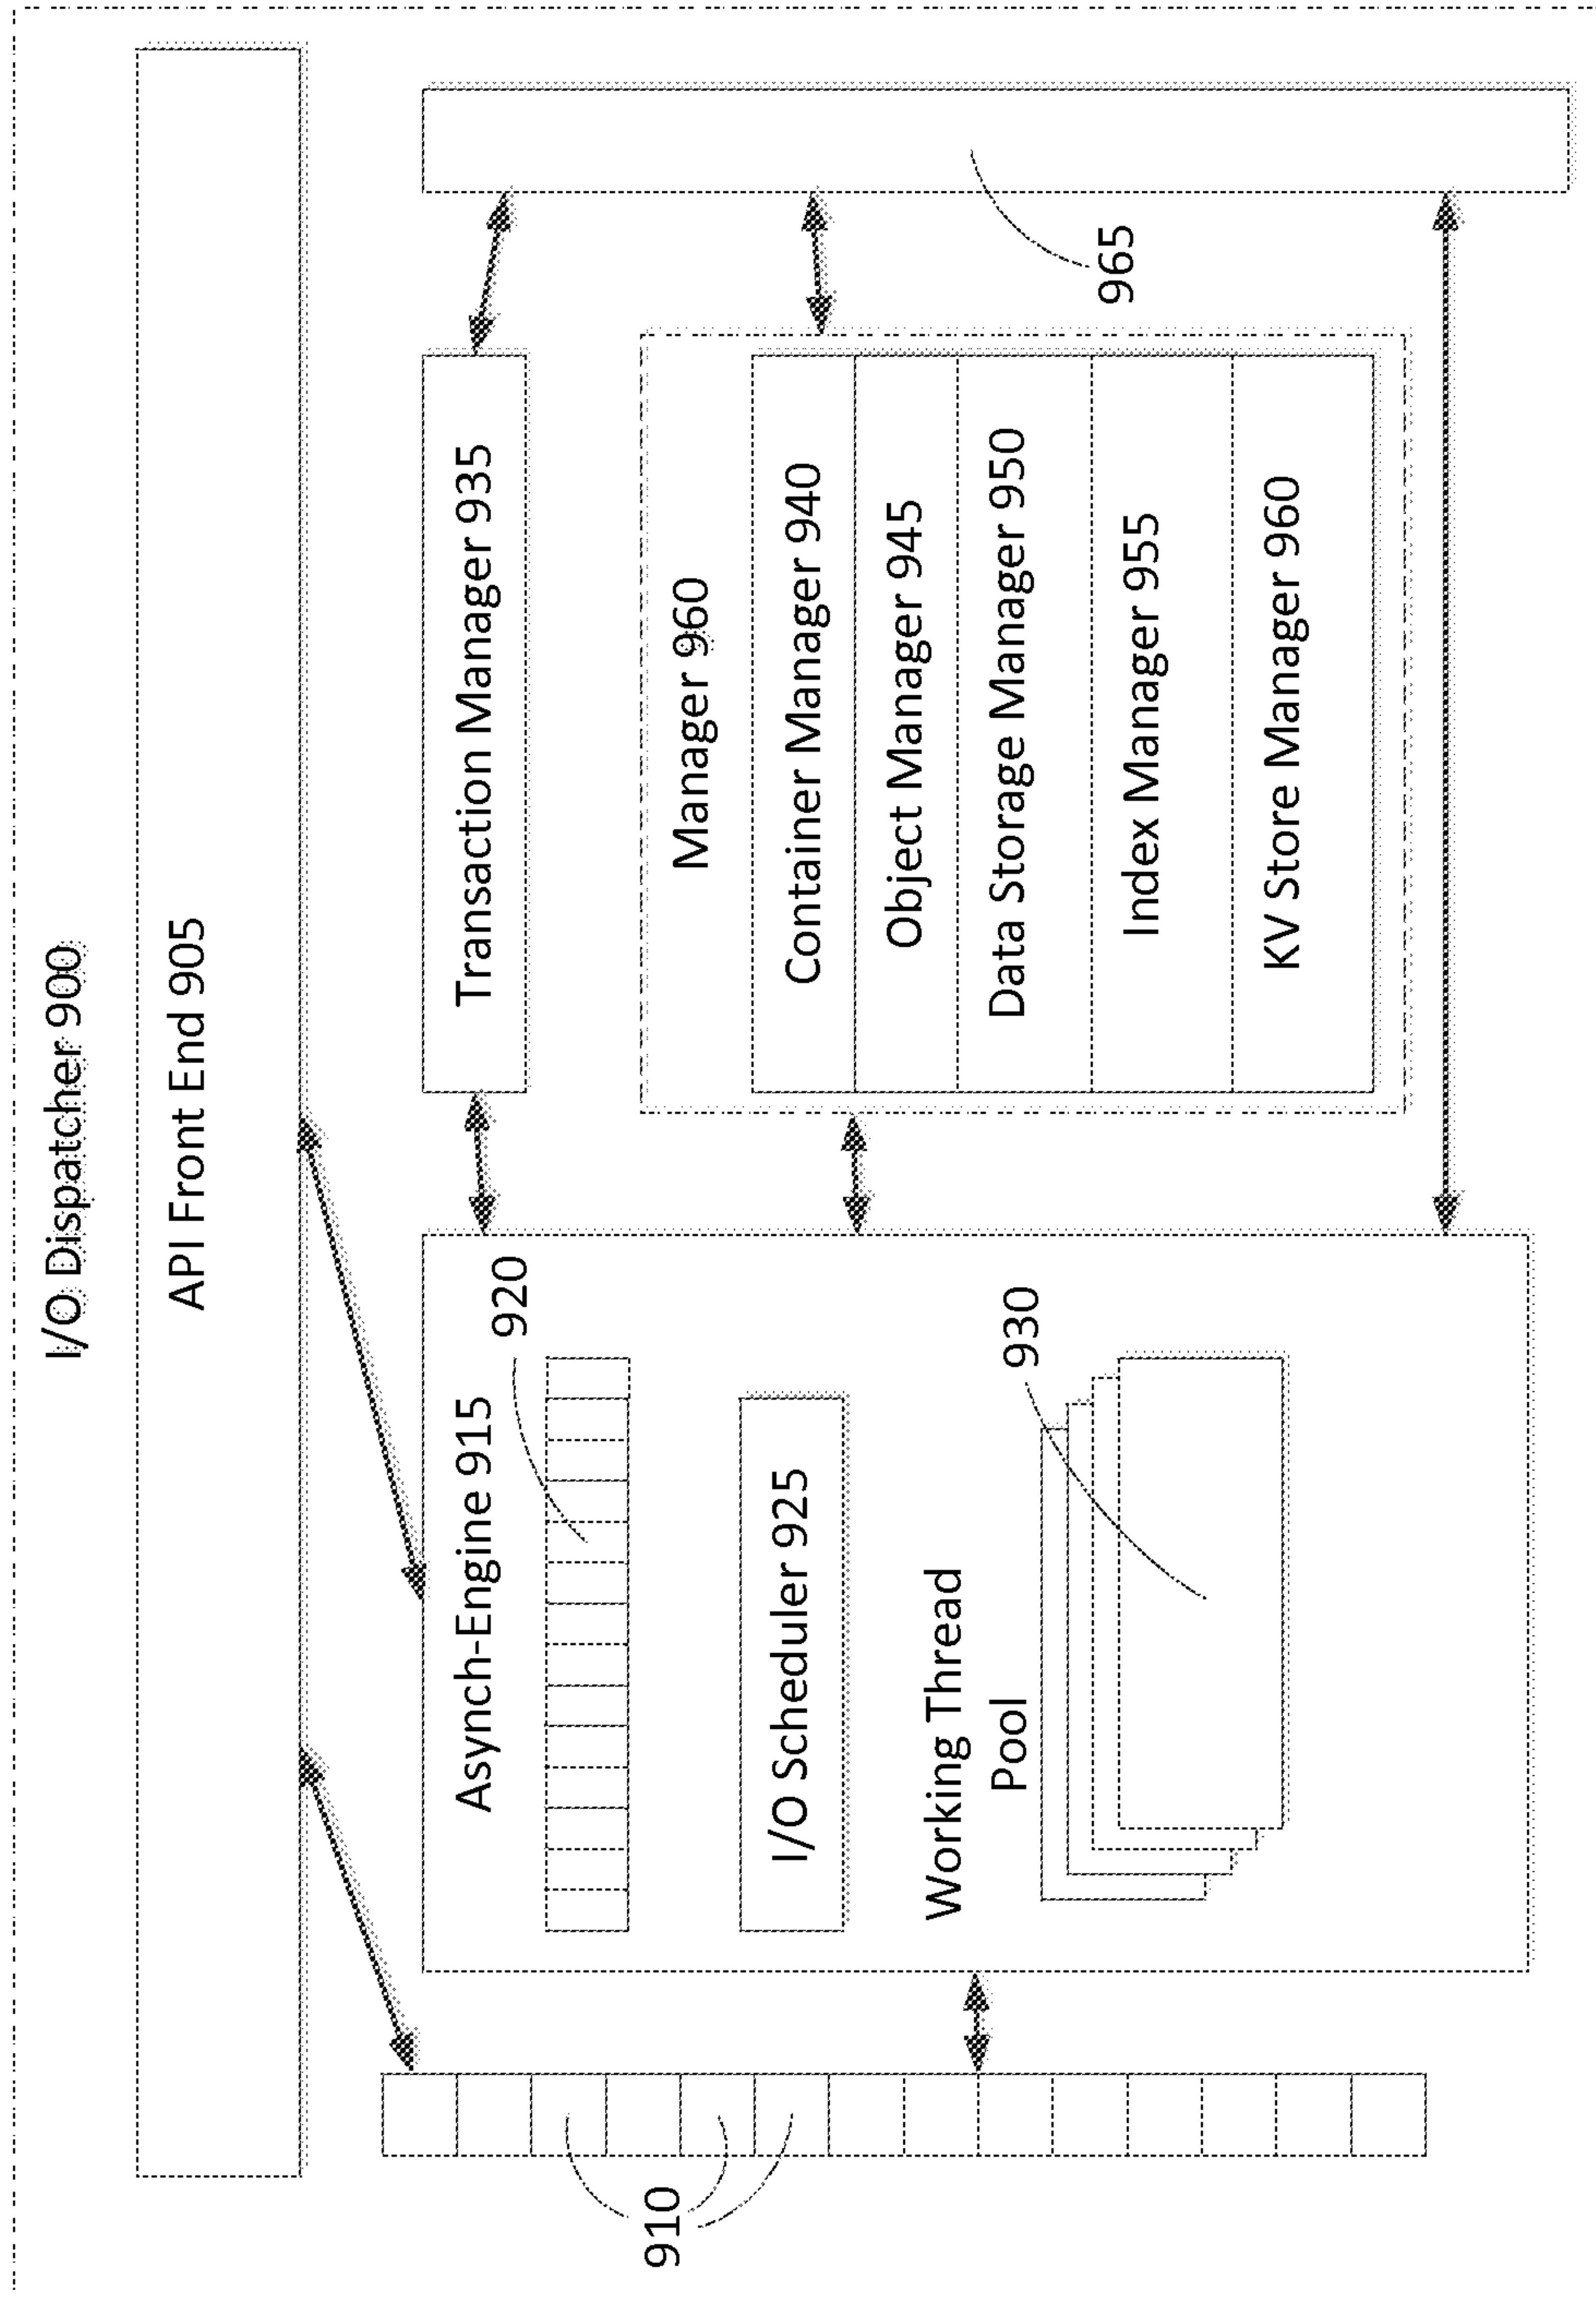 I/O Dispatcher 900
API Front End 905
910
Asynch-Engine 915
920
I/O Scheduler 925
Working Thread
Pool
930
Transaction Manager 935
Manager 960
Container Manager 940
Object Manager 945
Data Storage Manager 950
Index Manager 955
KV Store Manager 960
965